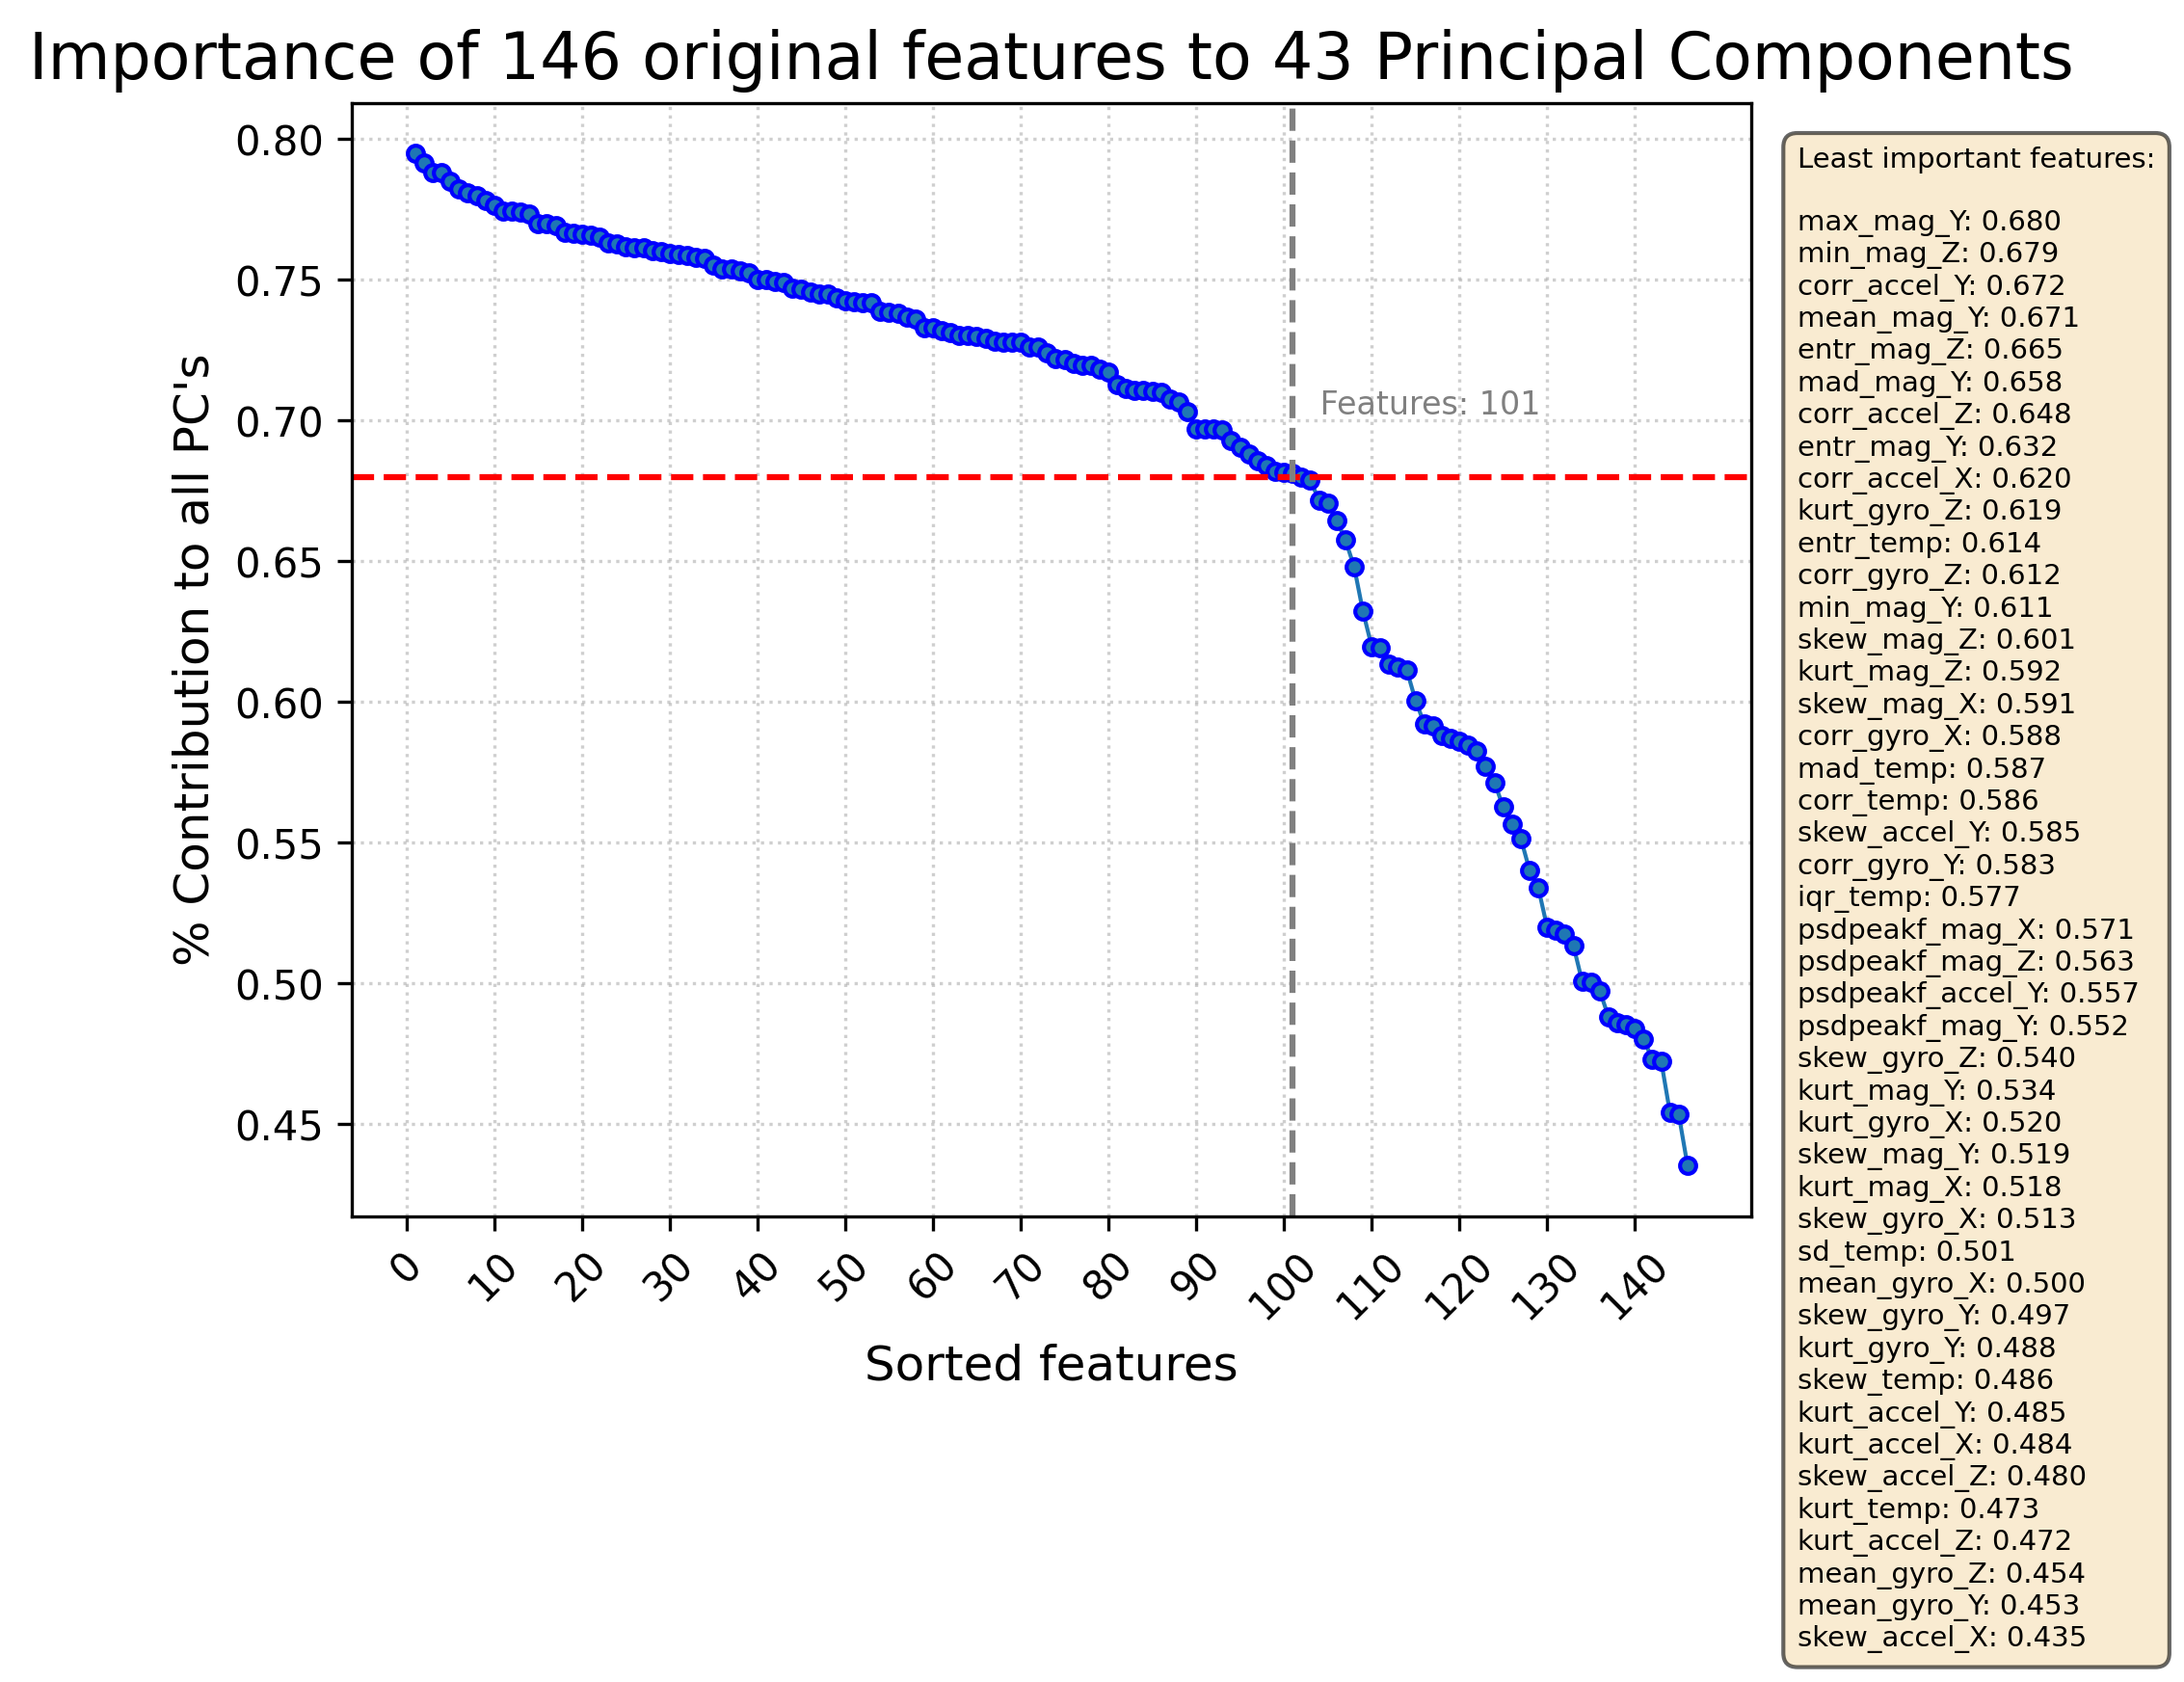 Importance of 146 original features to 43 Principal Components
% Contribution to all PC's
0.80
0.75
0.70
0.65
0.60
0.55
0.50
0.45
Features: 101
0
10
20
30
40
50
60
70
80
90
100
110
120
130
140
Sorted features
Least important features:
max_mag_Y: 0.680
min_mag_Z: 0.679
corr_accel_Y: 0.672
mean_mag_Y: 0.671
entr_mag_Z: 0.665
mad_mag_Y: 0.658
corr_accel_Z: 0.648
entr_mag_Y: 0.632
corr_accel_X: 0.620
kurt_gyro_Z: 0.619
entr_temp: 0.614
corr_gyro_Z: 0.612
min_mag_Y: 0.611
skew_mag_Z: 0.601
kurt_mag_Z: 0.592
skew_mag_X: 0.591
corr_gyro_X: 0.588
mad_temp: 0.587
corr_temp: 0.586
skew_accel_Y: 0.585
corr_gyro_Y: 0.583
iqr_temp: 0.577
psdpeakf_mag_X: 0.571
psdpeakf_mag_Z: 0.563
psdpeakf_accel_Y: 0.557
psdpeakf_mag_Y: 0.552
skew_gyro_Z: 0.540
kurt_mag_Y: 0.534
kurt_gyro_X: 0.520
skew_mag_Y: 0.519
kurt_mag_X: 0.518
skew_gyro_X: 0.513
sd_temp: 0.501
mean_gyro_X: 0.500
skew_gyro_Y: 0.497
kurt_gyro_Y: 0.488
skew_temp: 0.486
kurt_accel_Y: 0.485
kurt_accel_X: 0.484
skew_accel_Z: 0.480
kurt_temp: 0.473
kurt_accel_Z: 0.472
mean_gyro_Z: 0.454
mean_gyro_Y: 0.453
skew_accel_X: 0.435